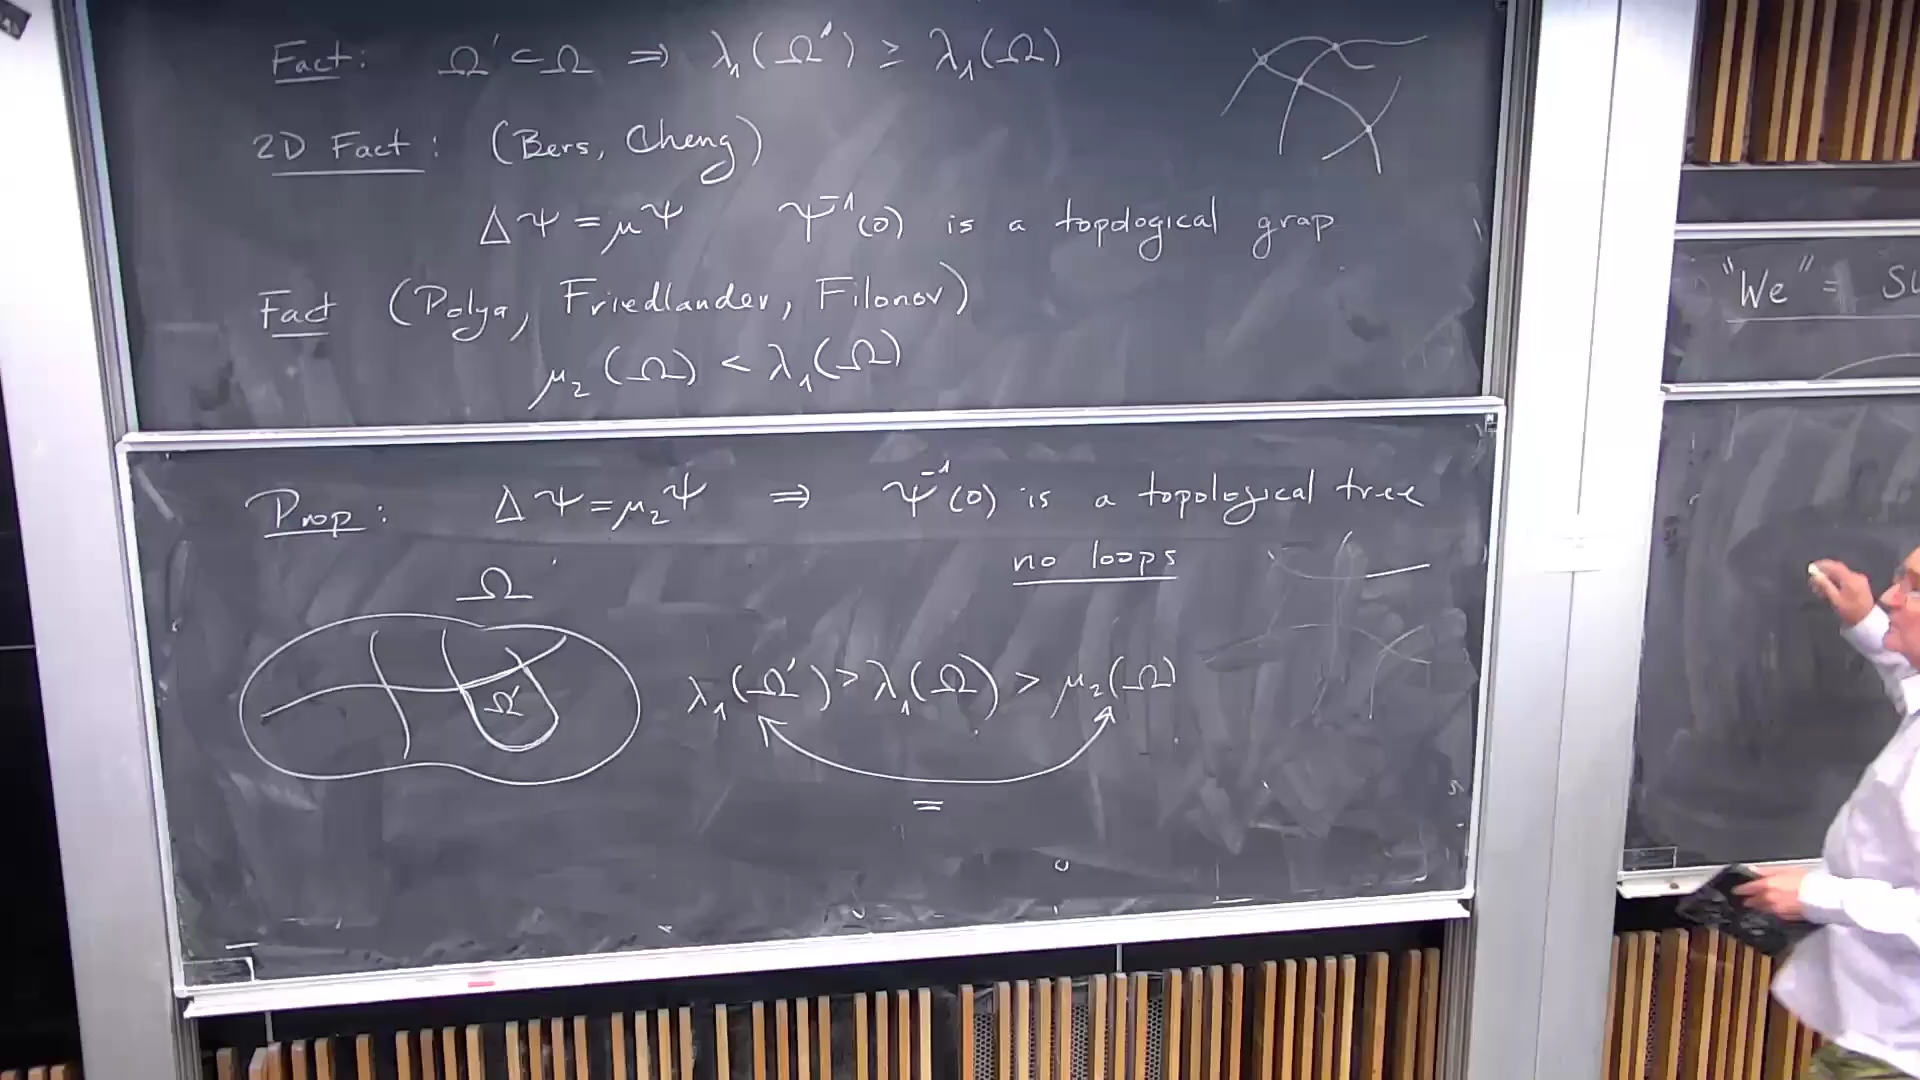 Fact: Ω' ⊂ Ω ⇒ λ₁(Ω') ≥ λ₁(Ω)
2D Fact: (Bers, Cheng)
Δψ = μψ ψ⁻¹(0) is a topological grap
Fact (Polya, Friedlander, Filonov)
μ₂(Ω) < λ₁(Ω)
"We" =
Prop: Δψ = μ₂ψ ⇒ ψ⁻¹(0) is a topological tree
no loops
Ω
Ω'
λ₁(Ω') > λ₁(Ω) > μ₂(Ω)
=